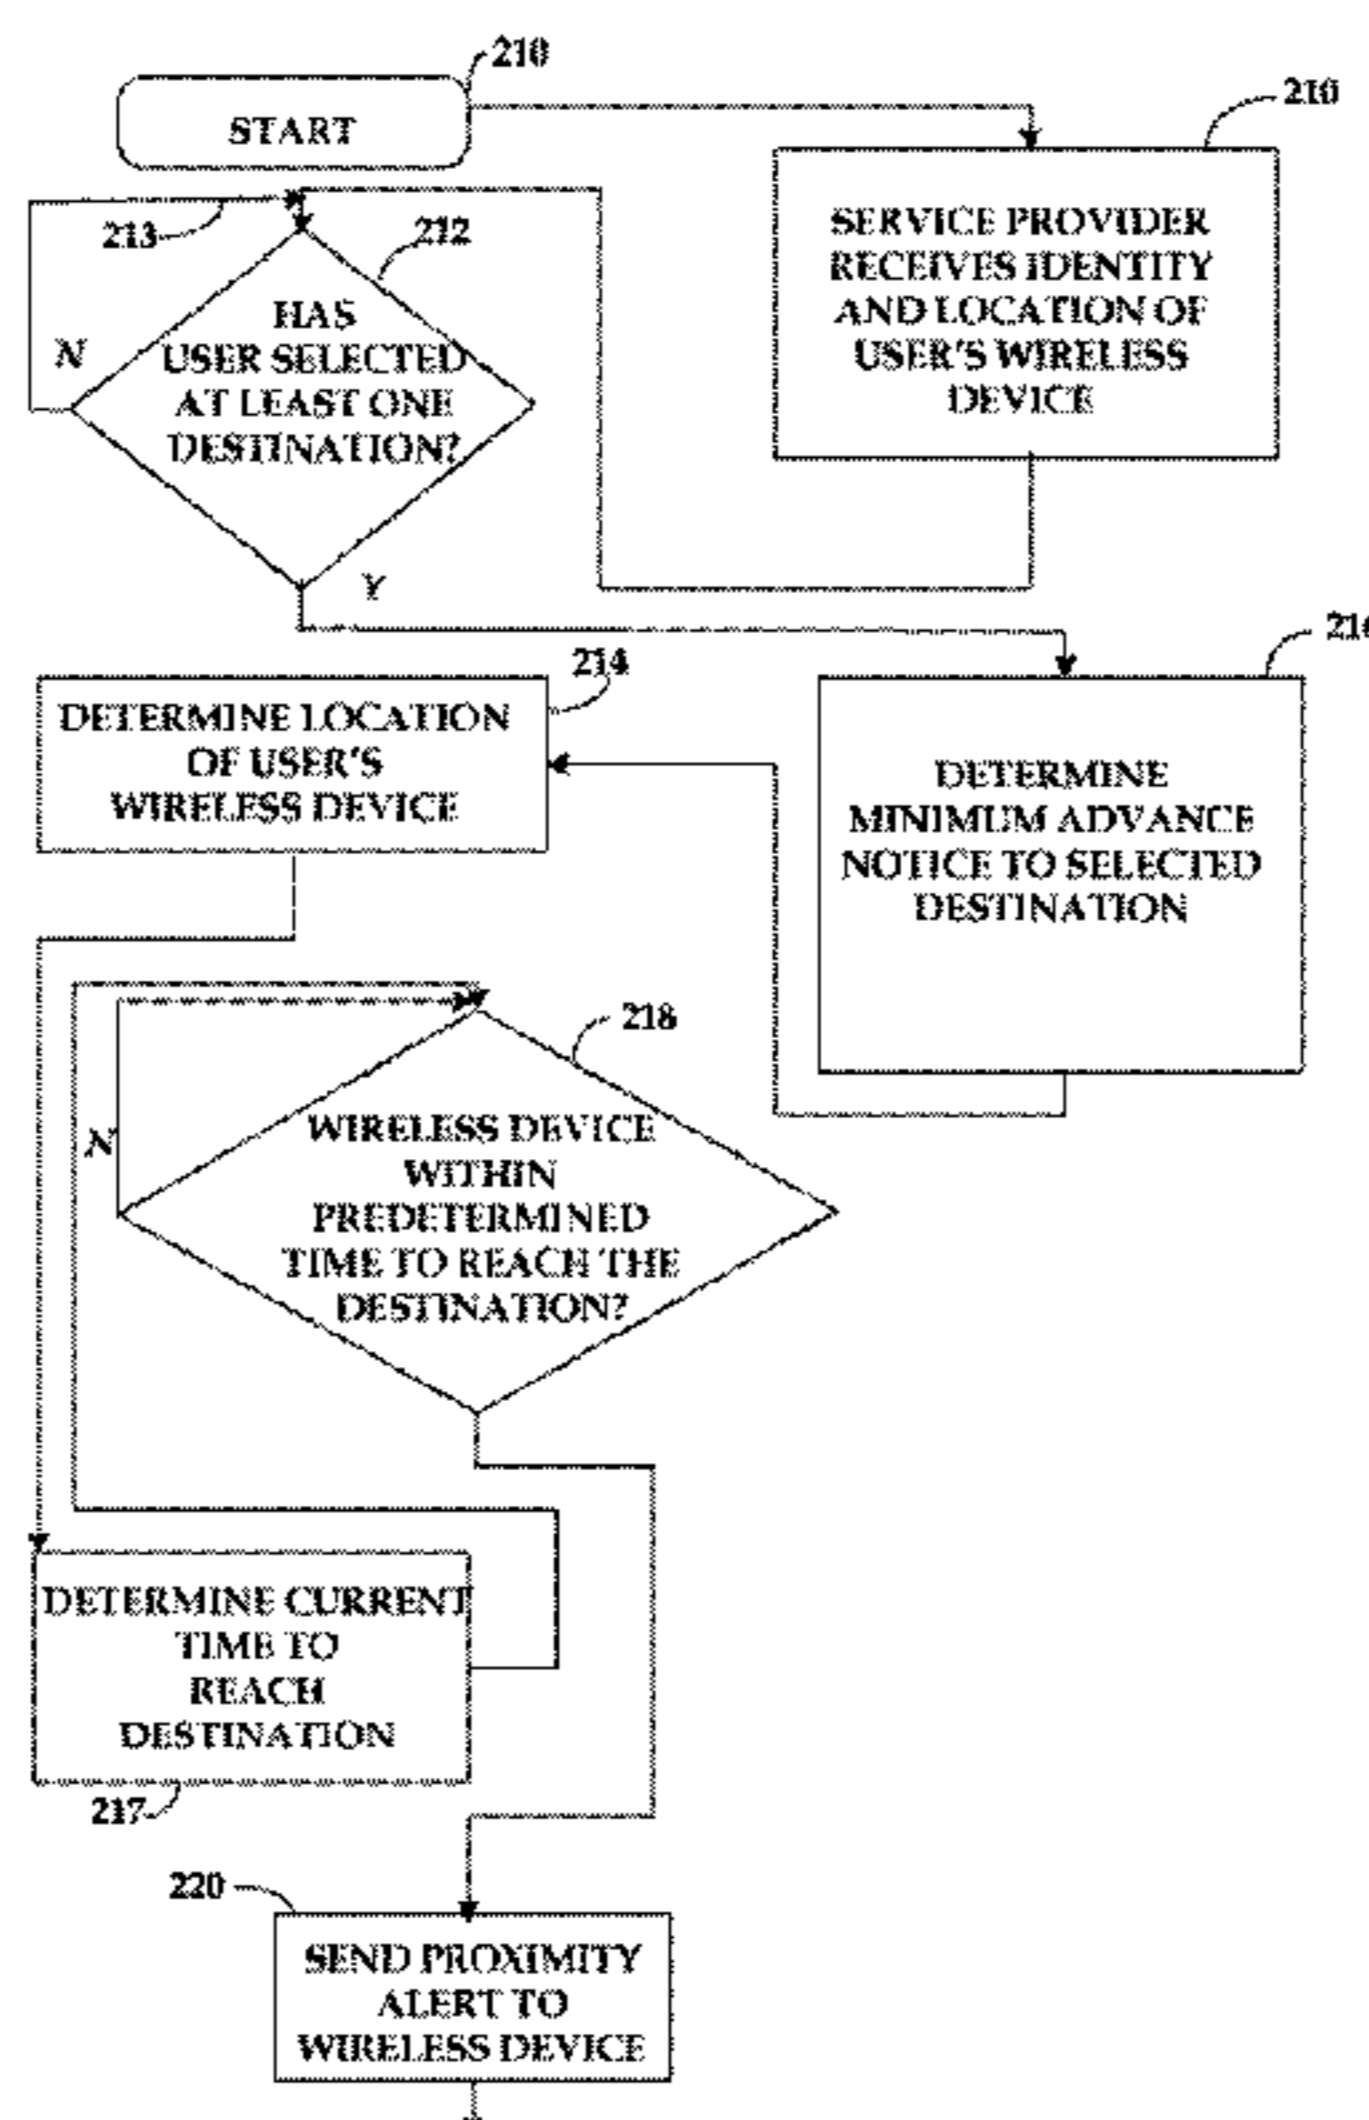 210
START
210
SERVICE PROVIDER
RECEIVES IDENTITY
AND LOCATION OF
USER'S WIRELESS
DEVICE
213
212
HAS
USER SELECTED
AT LEAST ONE
DESTINATION?
N
Y
214
DETERMINE LOCATION
OF USER'S
WIRELESS DEVICE
DETERMINE
MINIMUM ADVANCE
NOTICE TO SELECTED
DESTINATION
218
N
WIRELESS DEVICE
WITHIN
PREDETERMINED
TIME TO REACH THE
DESTINATION?
DETERMINE CURRENT
TIME TO
REACH
DESTINATION
217
220
SEND PROXIMITY
ALERT TO
WIRELESS DEVICE